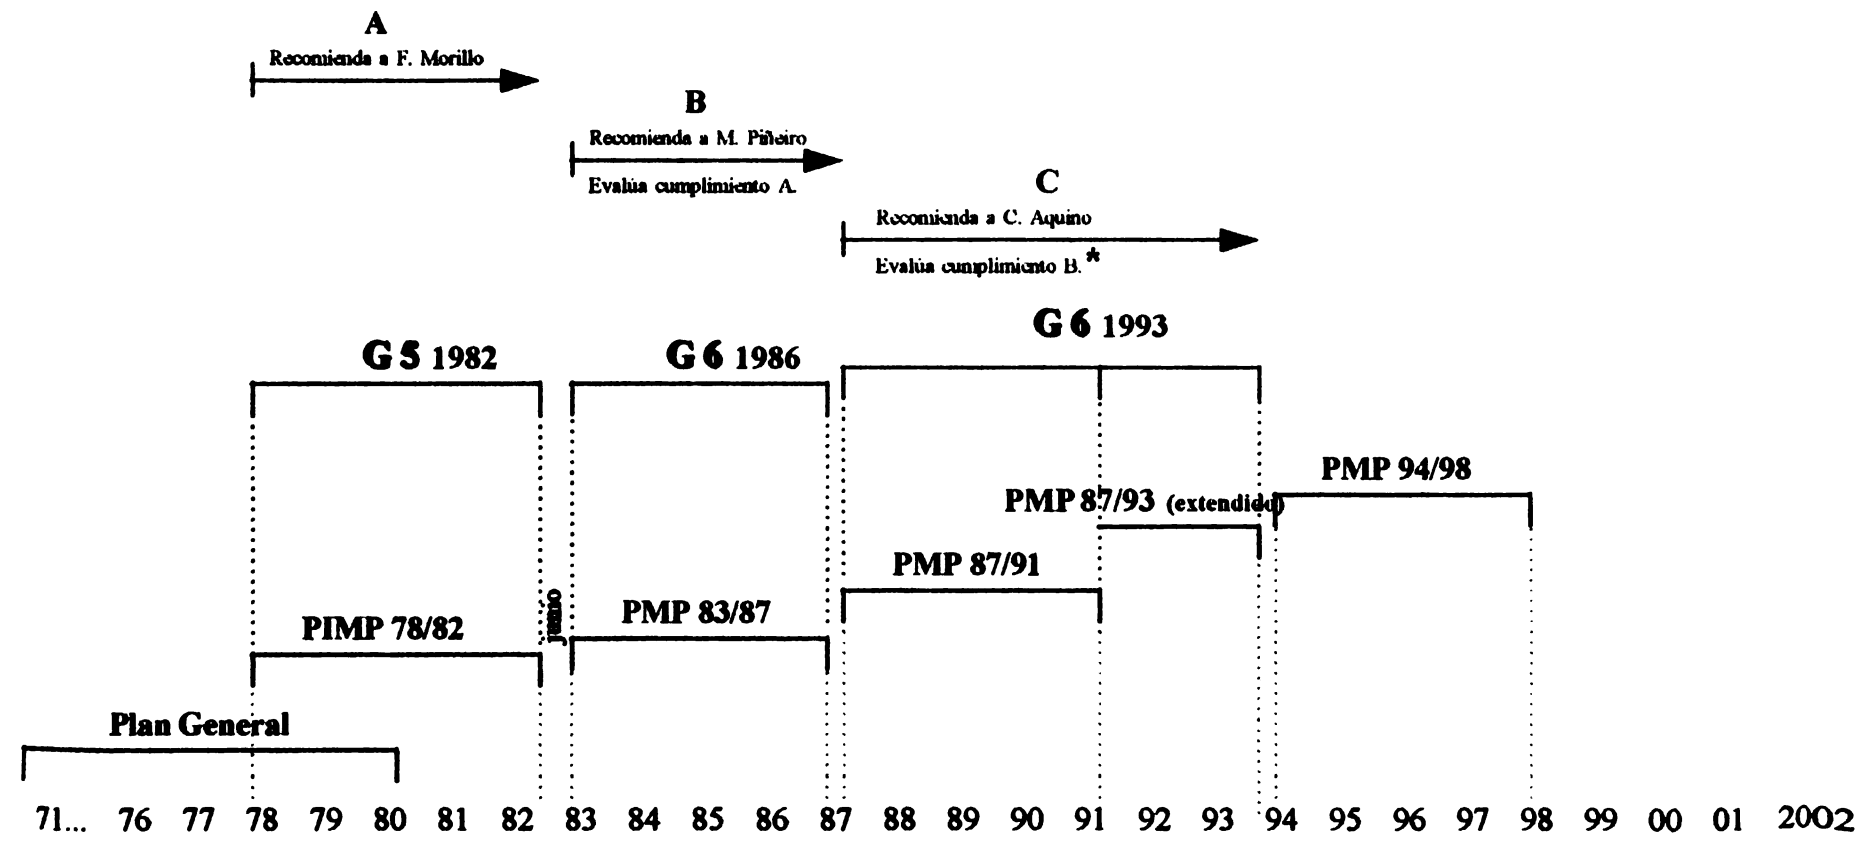 A
Recomienda a F. Morillo
B
Recomienda a M. Piñeiro
Evalúa cumplimiento A.
C
Recomienda a C. Aquino
Evalúa cumplimiento B.*
G 6 1993
G 5 1982
G 6 1986
PMP 94/98
PMP 87/93 (extendido)
PMP 87/91
junio
PMP 83/87
PIMP 78/82
Plan General
71... 76 77 78 79 80 81 82 83 84 85 86 87 88 89 90 91 92 93 94 95 96 97 98 99 00 01 2002